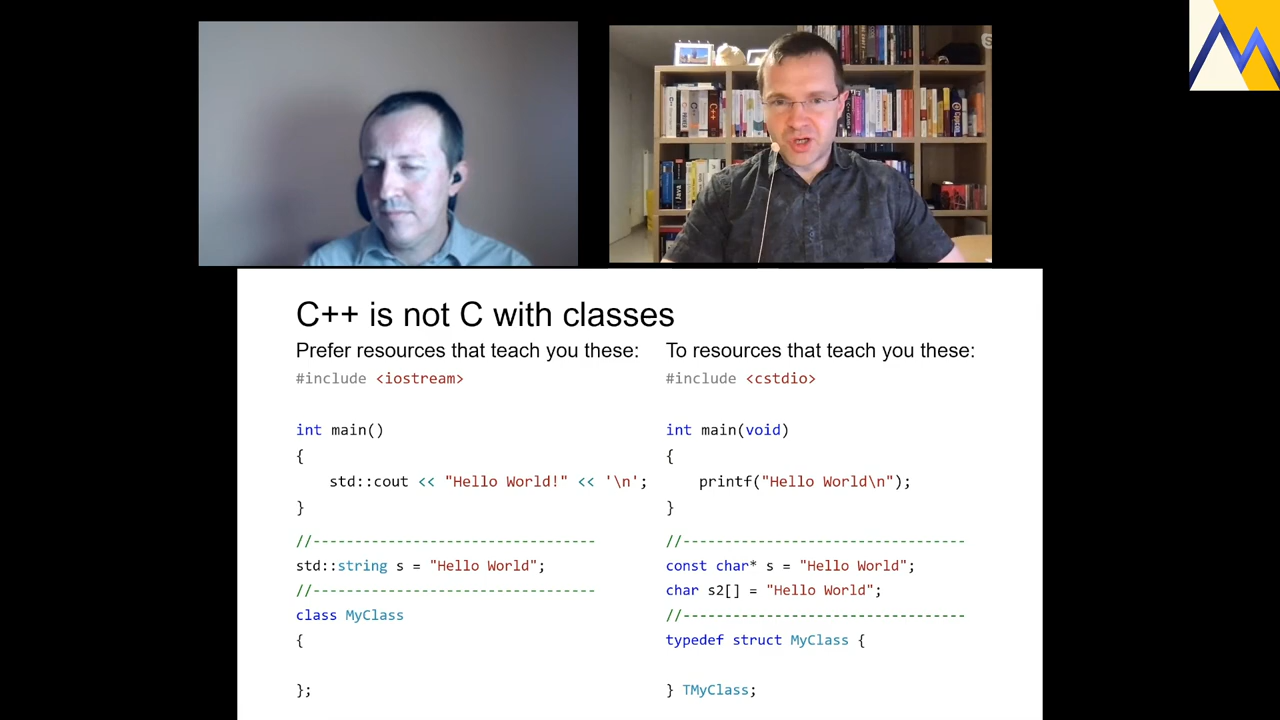 C++ is not C with classes
Prefer resources that teach you these:
#include <iostream>
int main()
{
std::cout << "Hello World!" << '\n';
}
//----------------------------------
std::string s = "Hello World";
//----------------------------------
class MyClass
{
};
To resources that teach you these:
#include <cstdio>
int main(void)
{
printf("Hello World\n");
}
//----------------------------------
const char* s = "Hello World";
char s2[] = "Hello World";
//----------------------------------
typedef struct MyClass {
} TMyClass;
C++
JAVA